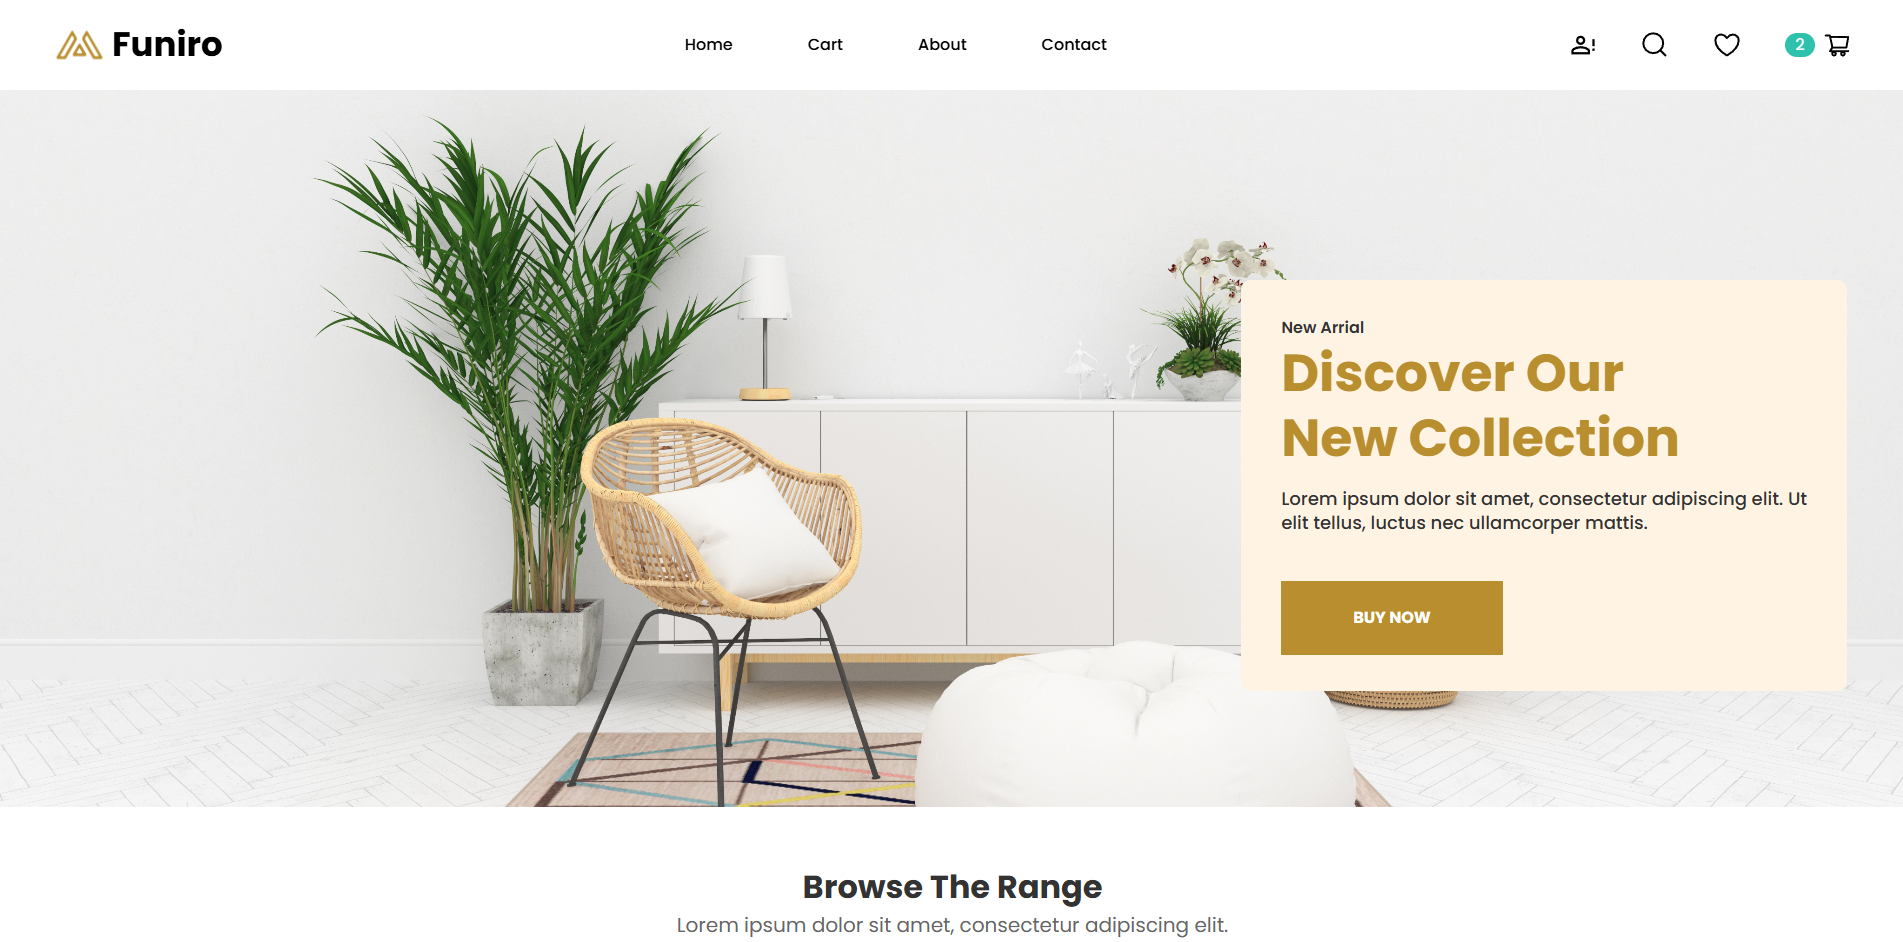 Funiro
Home Cart About Contact
2
New Arrial
Discover Our
New Collection
Lorem ipsum dolor sit amet, consectetur adipiscing elit. Ut
elit tellus, luctus nec ullamcorper mattis.
BUY NOW
Browse The Range
Lorem ipsum dolor sit amet, consectetur adipiscing elit.